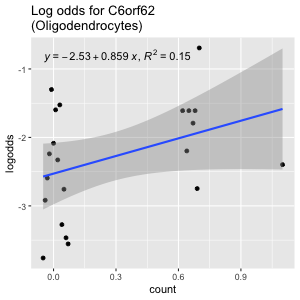 Log odds for C6orf62
(Oligodendrocytes)
y = −2.53 + 0.859 x, R² = 0.15
-1
-2
-3
logodds
0.0 0.3 0.6 0.9
count